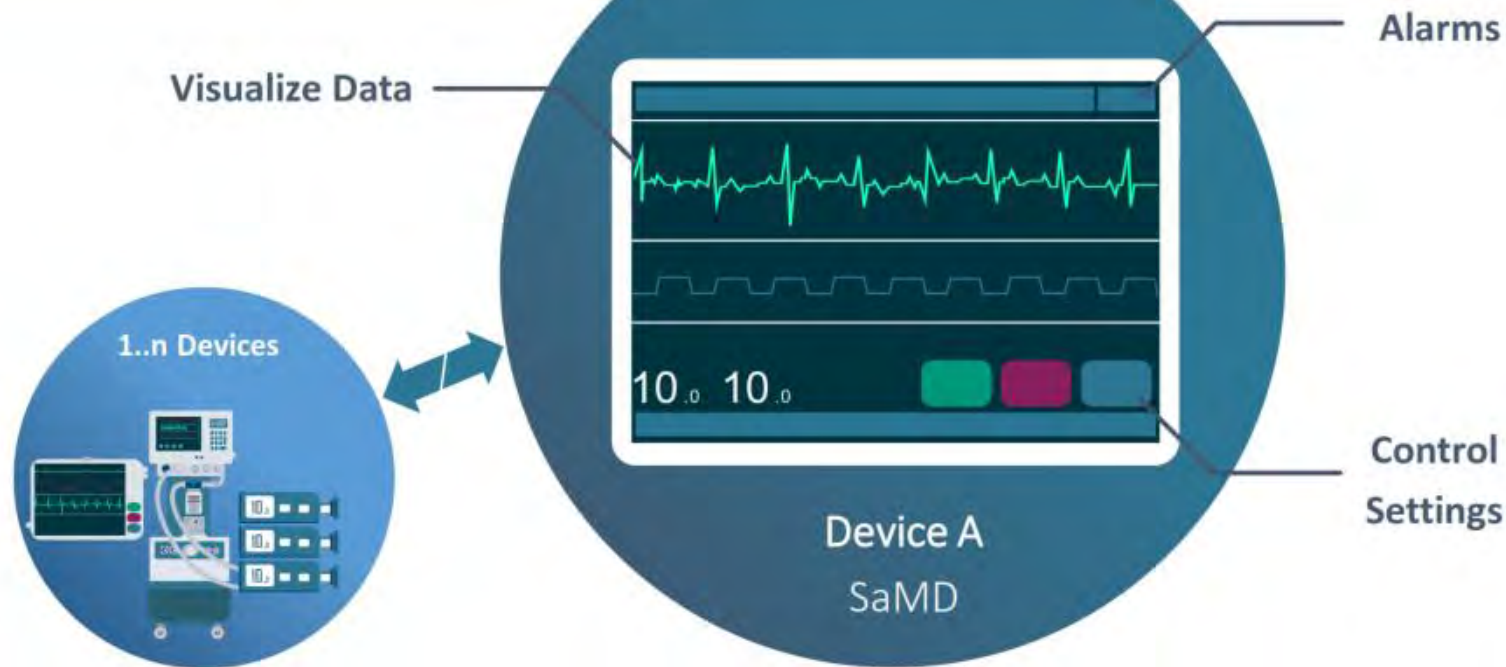 Alarms
Visualize Data
1..n Devices
10.0 10.0
Control
Settings
Device A
SaMD